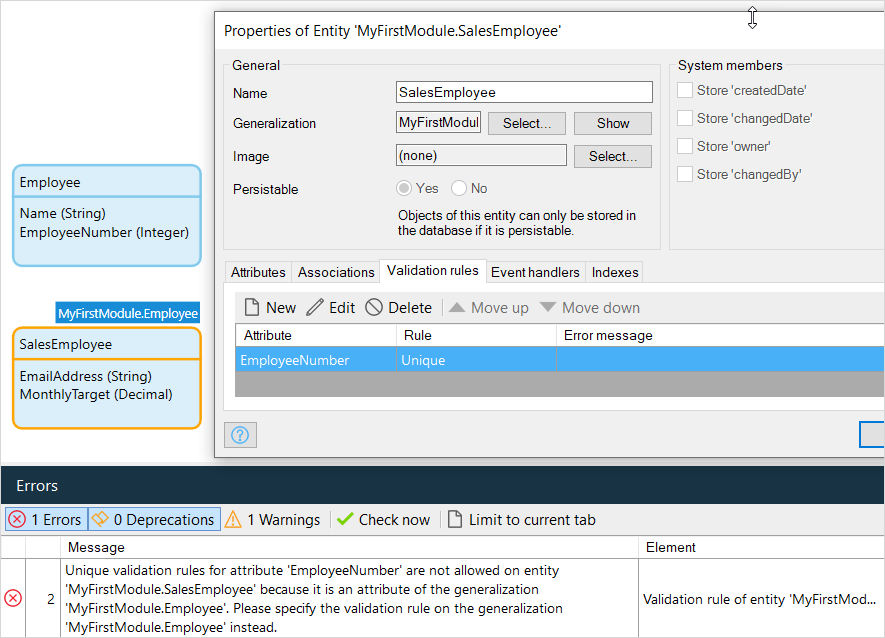 Properties of Entity 'MyFirstModule.SalesEmployee'
General
Name
SalesEmployee
Generalization
MyFirstModul
Select...
Show
Image
(none)
Select...
Persistable
Yes
No
Objects of this entity can only be stored in
the database if it is persistable.
System members
Store 'createdDate'
Store 'changedDate'
Store 'owner'
Store 'changedBy'
Employee
Name (String)
EmployeeNumber (Integer)
MyFirstModule.Employee
SalesEmployee
EmailAddress (String)
MonthlyTarget (Decimal)
Attributes
Associations
Validation rules
Event handlers
Indexes
New
Edit
Delete
Move up
Move down
Attribute
Rule
Error message
EmployeeNumber
Unique
?
Errors
1 Errors
0 Deprecations
1 Warnings
Check now
Limit to current tab
Message
Element
2
Unique validation rules for attribute 'EmployeeNumber' are not allowed on entity
'MyFirstModule.SalesEmployee' because it is an attribute of the generalization
'MyFirstModule.Employee'. Please specify the validation rule on the generalization
'MyFirstModule.Employee' instead.
Validation rule of entity 'MyFirstMod...